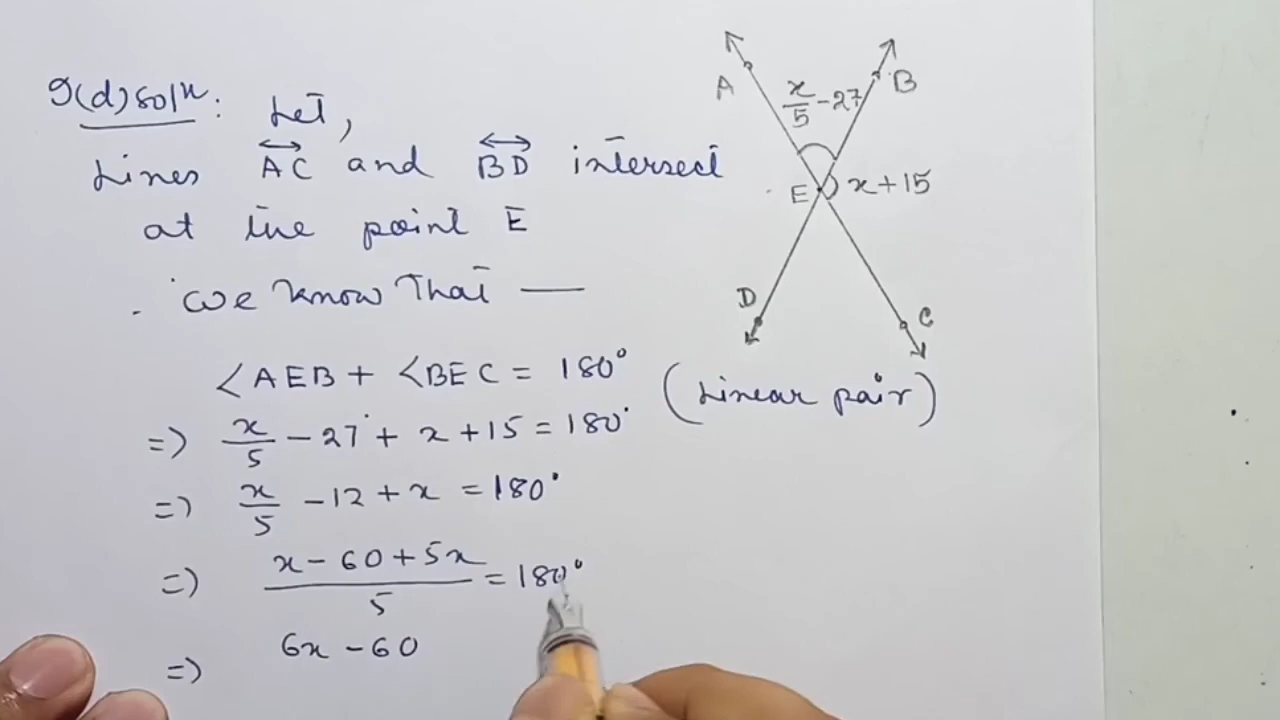 9(d) soln: Let,
Lines AC and BD intersect
at the point E
We know That —
∠AEB + ∠BEC = 180° (Linear pair)
=) x/5 - 27° + x + 15 = 180°
=) x/5 - 12 + x = 180°
=) (x - 60 + 5x)/5 = 180°
=) 6x - 60
A
B
x/5 - 27
E
x + 15
D
C